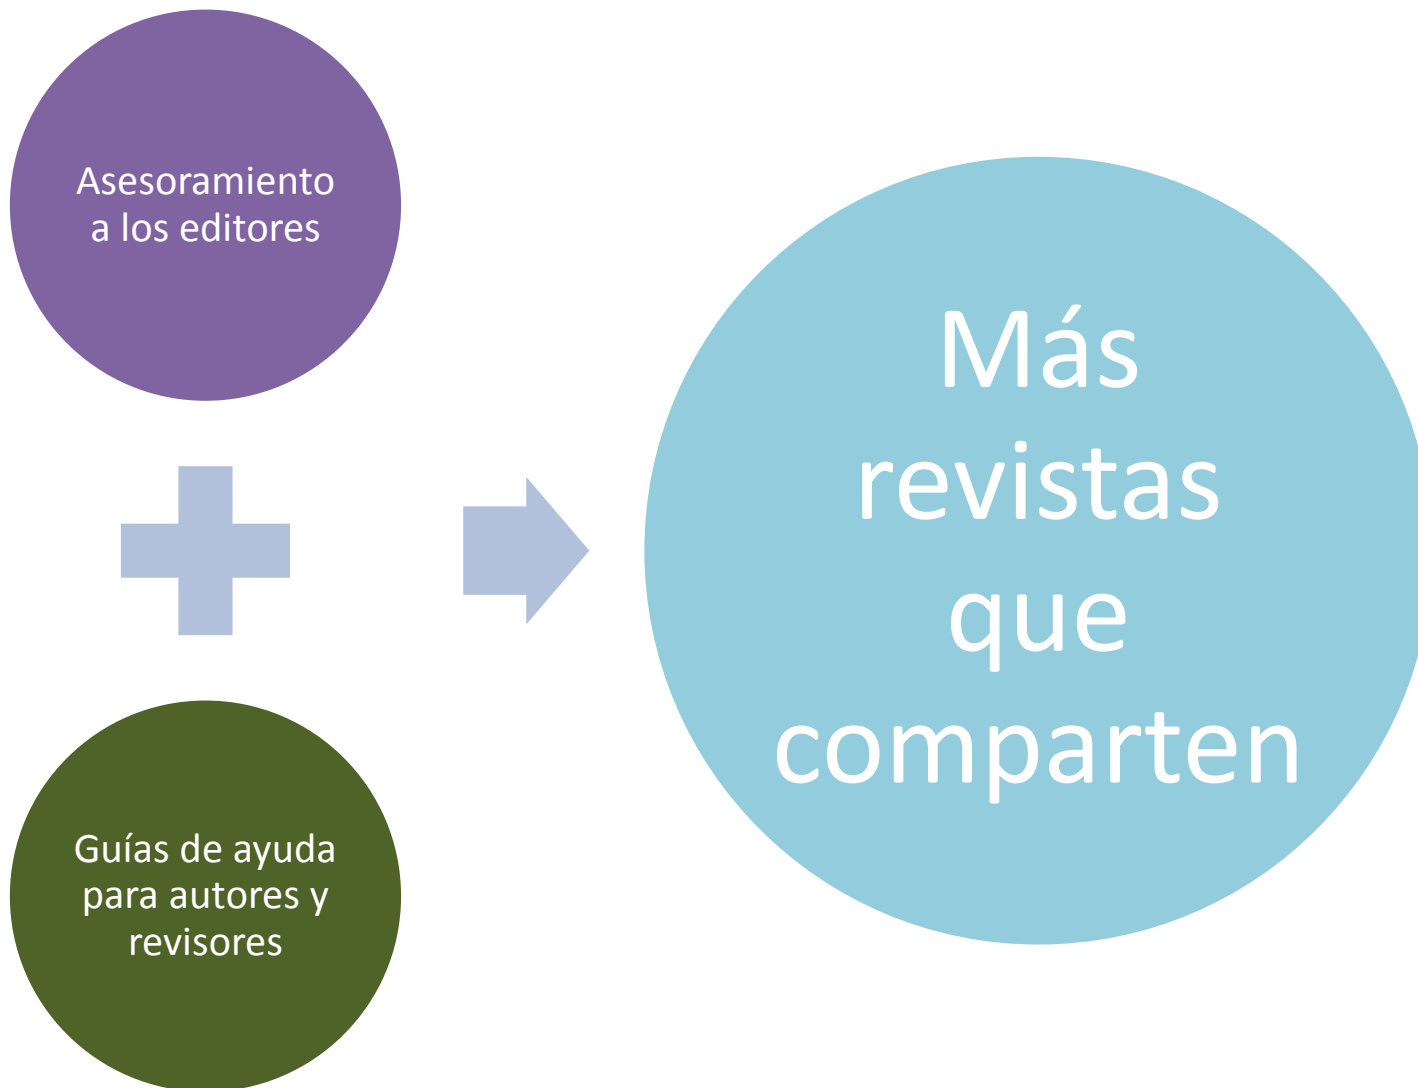 Asesoramiento
a los editores
Guías de ayuda
para autores y
revisores
Más
revistas
que
comparten